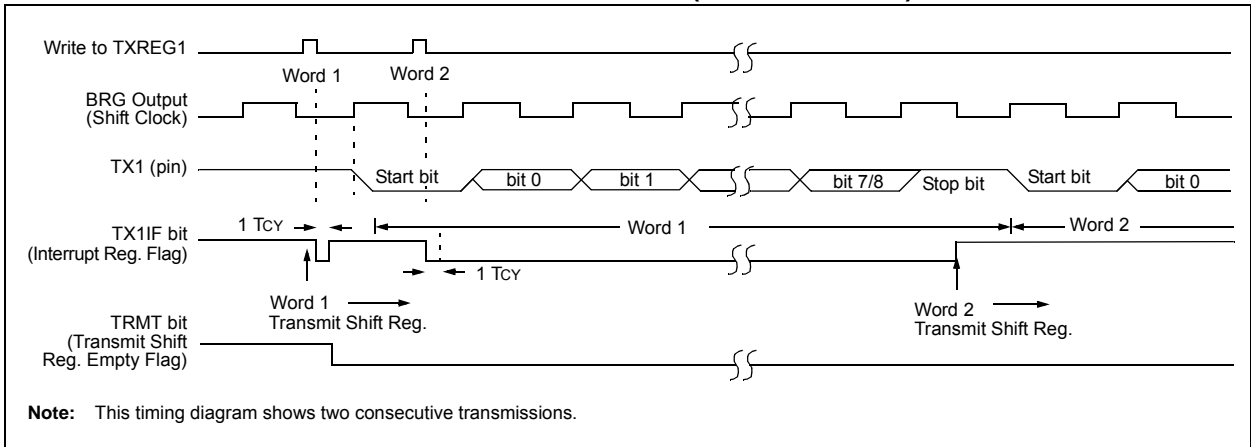 Write to TXREG1
Word 1
Word 2
BRG Output
(Shift Clock)
TX1 (pin)
Start bit
bit 0
bit 1
bit 7/8
Stop bit
Start bit
bit 0
1 TCY
Word 1
Word 2
TX1IF bit
(Interrupt Reg. Flag)
1 TCY
Word 1
Transmit Shift Reg.
Word 2
Transmit Shift Reg.
TRMT bit
(Transmit Shift
Reg. Empty Flag)
Note: This timing diagram shows two consecutive transmissions.